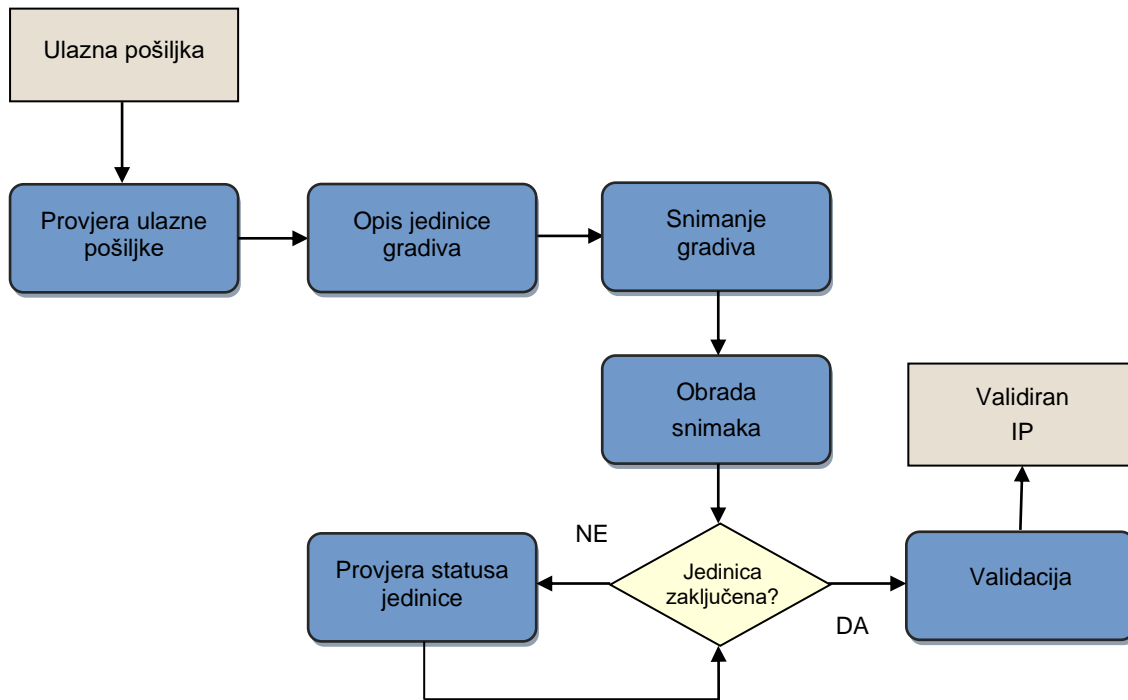 Ulazna pošiljka
Provjera ulazne
pošiljke
Opis jedinice
gradiva
Snimanje
gradiva
Obrada
snimaka
Validiran
IP
NE
Provjera statusa
jedinice
Jedinica
zaključena?
DA
Validacija